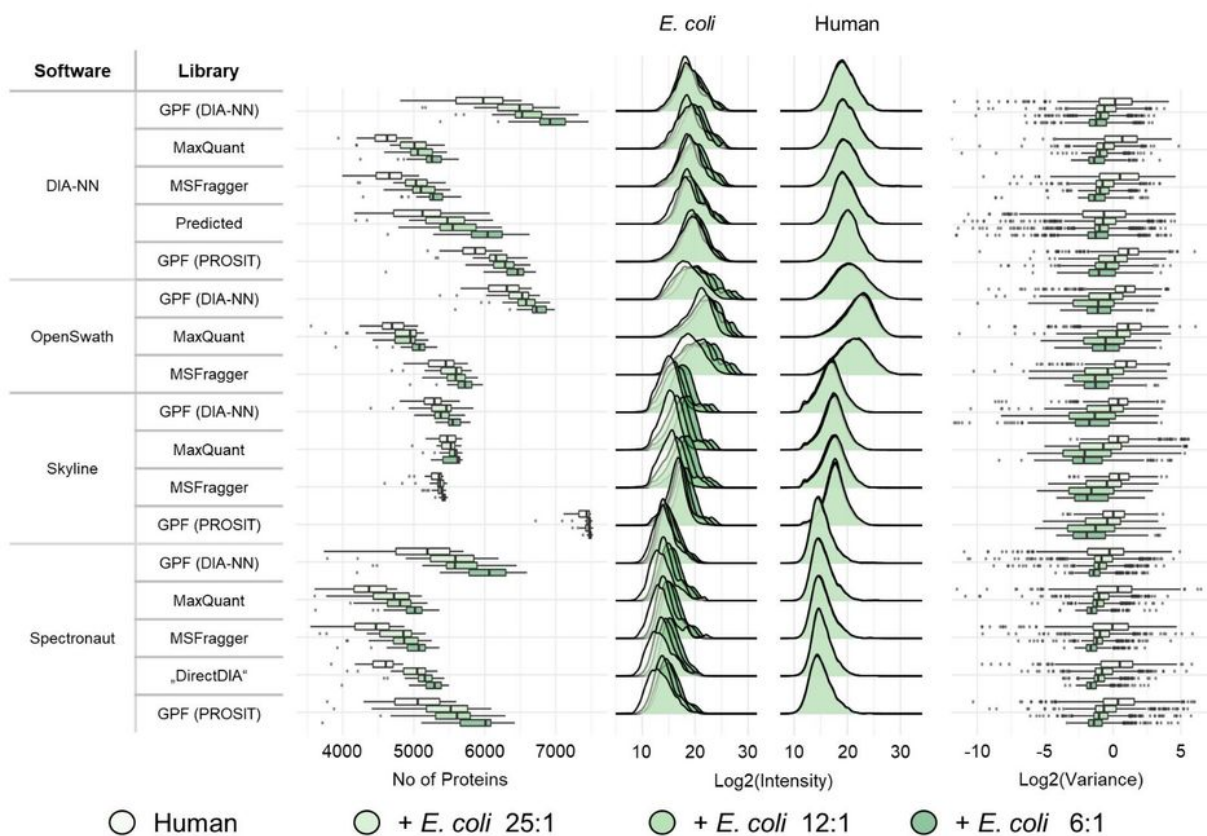 E. coli Human
Software Library
DIA-NN
GPF (DIA-NN)
MaxQuant
MSFragger
Predicted
GPF (PROSIT)
OpenSwath
GPF (DIA-NN)
MaxQuant
MSFragger
Skyline
GPF (DIA-NN)
MaxQuant
MSFragger
GPF (PROSIT)
Spectronaut
GPF (DIA-NN)
MaxQuant
MSFragger
„DirectDIA“
GPF (PROSIT)
4000 5000 6000 7000 10 20 30 10 20 30 -10 -5 0 5
No of Proteins Log2(Intensity) Log2(Variance)
Human + E. coli 25:1 + E. coli 12:1 + E. coli 6:1